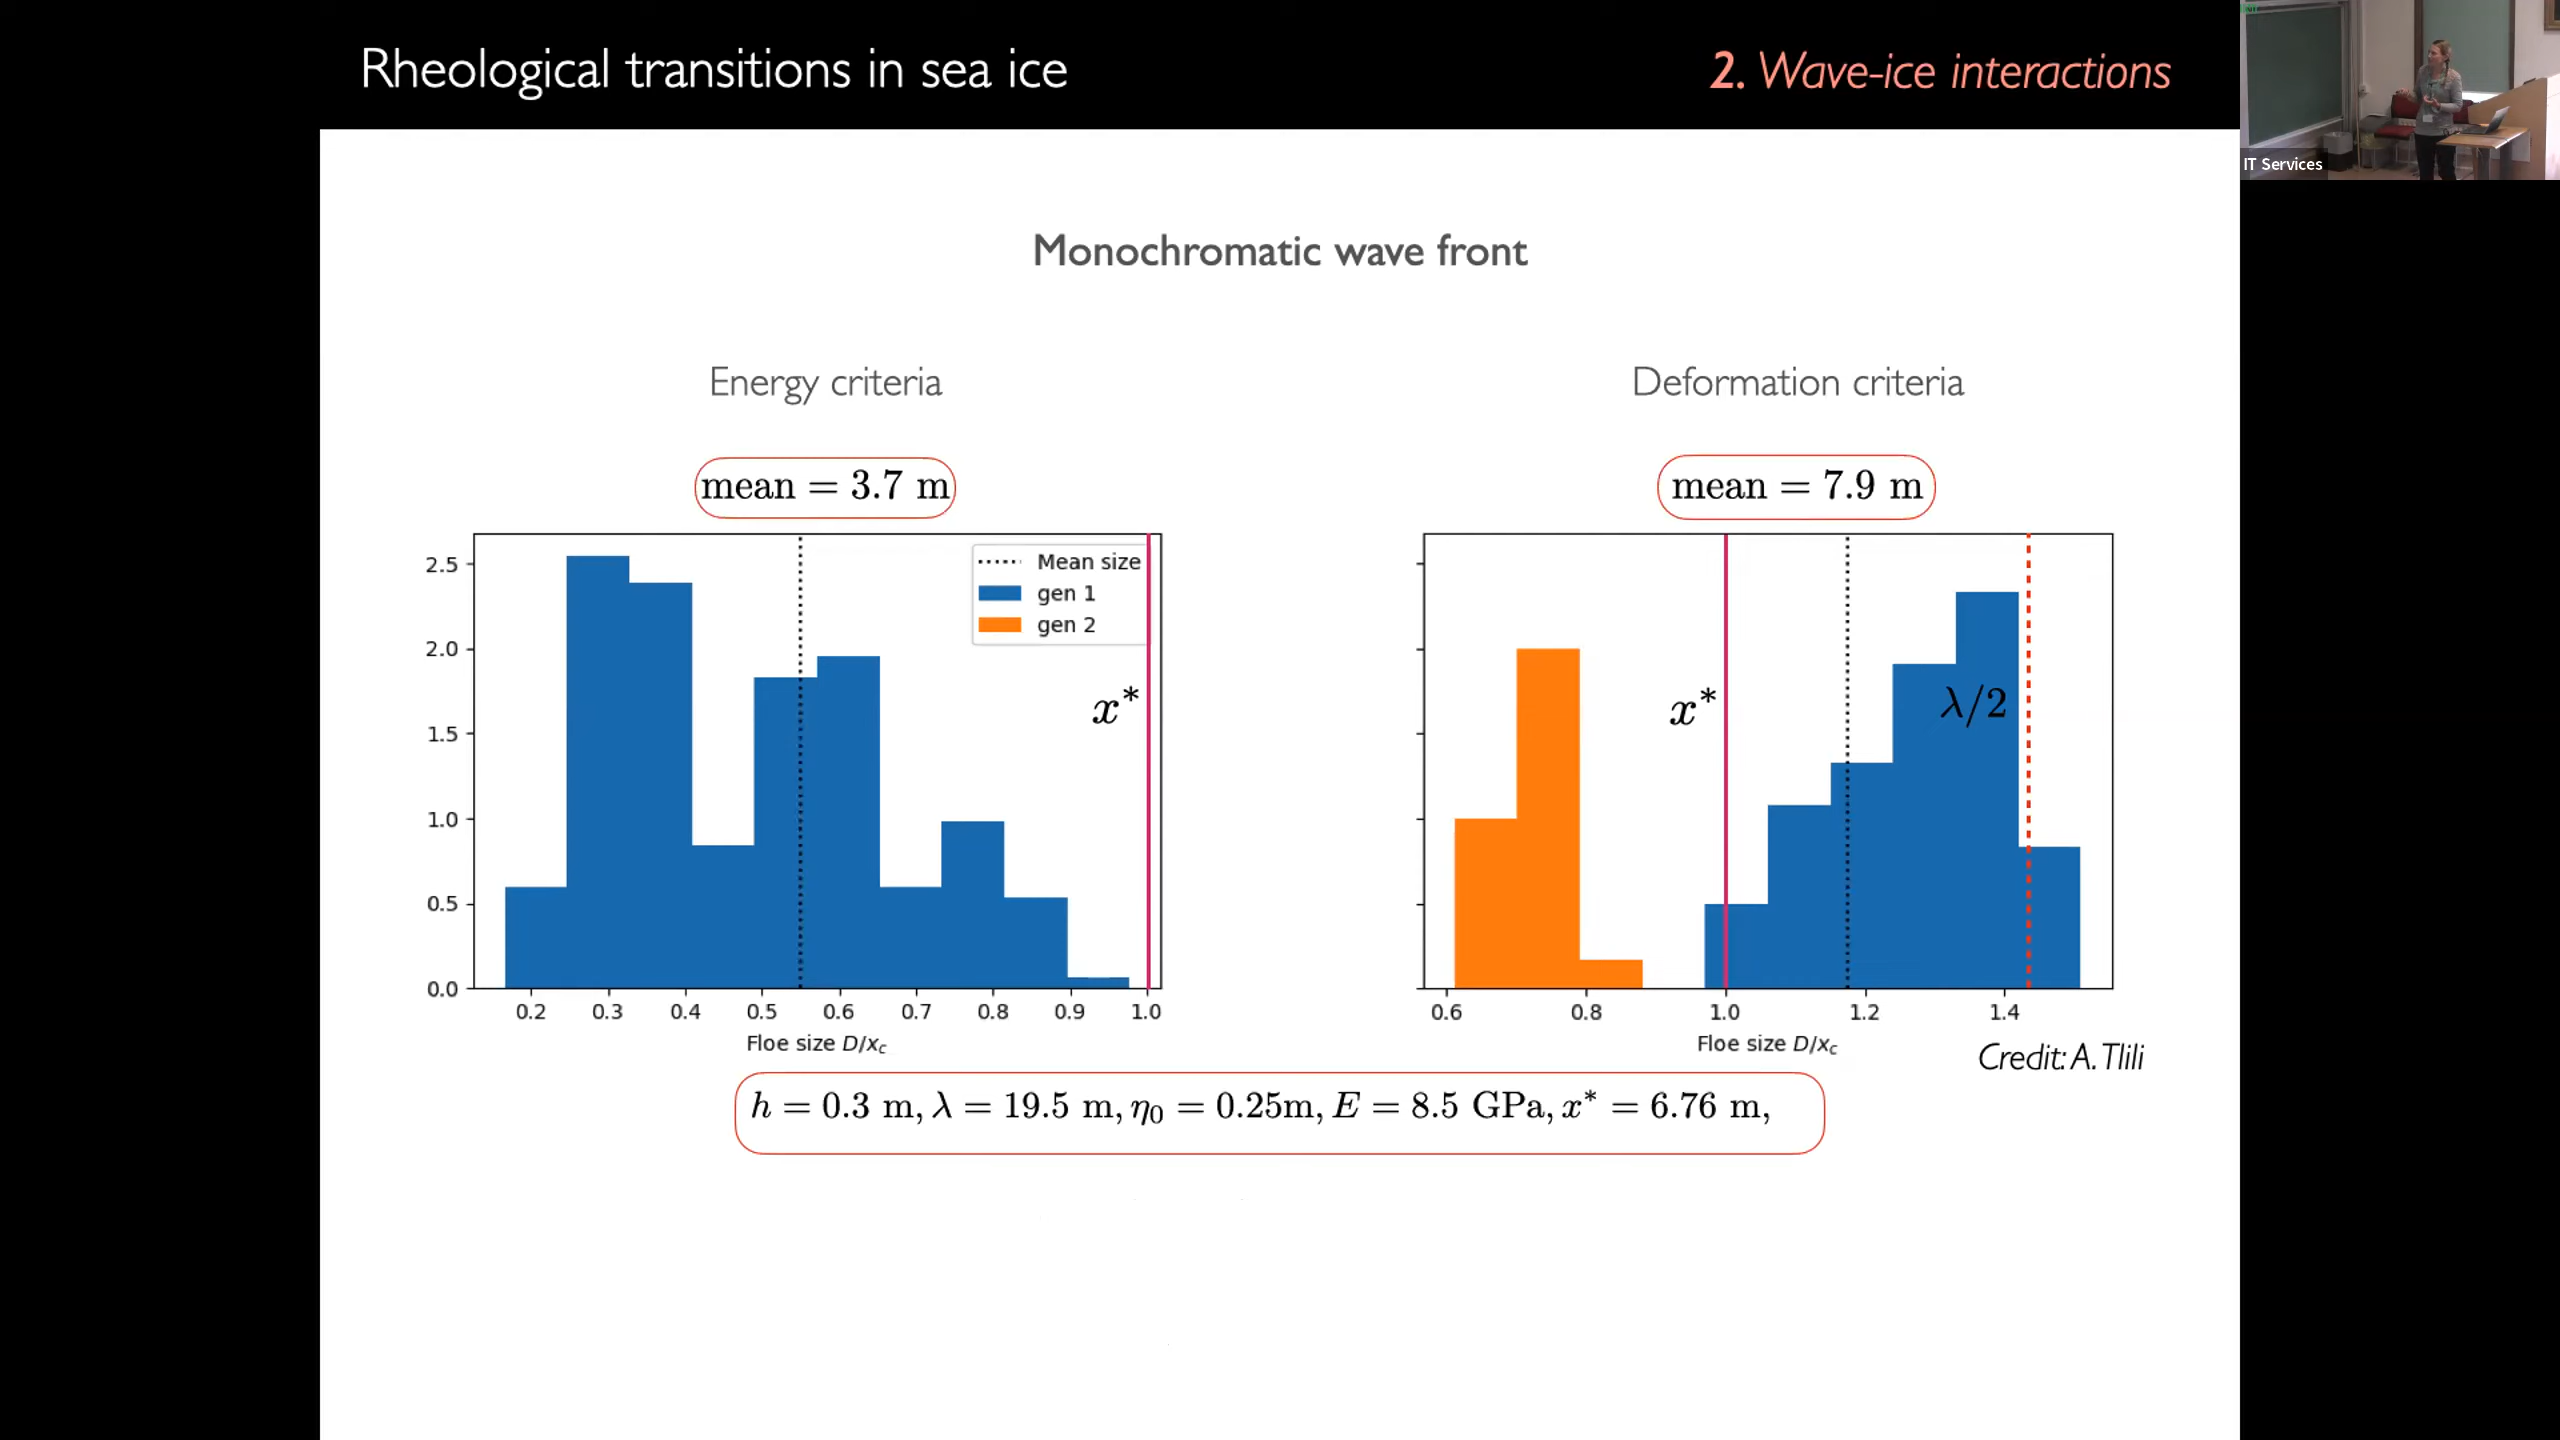 Rheological transitions in sea ice
2. Wave-ice interactions
IT Services
Monochromatic wave front
Energy criteria
mean = 3.7 m
2.5
2.0
1.5
1.0
0.5
0.0
Mean size
gen 1
gen 2
x*
0.2 0.3 0.4 0.5 0.6 0.7 0.8 0.9 1.0
Floe size D/x_c
Deformation criteria
mean = 7.9 m
x*
λ/2
0.6 0.8 1.0 1.2 1.4
Floe size D/x_c
Credit: A. Tlili
h = 0.3 m, λ = 19.5 m, η₀ = 0.25m, E = 8.5 GPa, x* = 6.76 m,